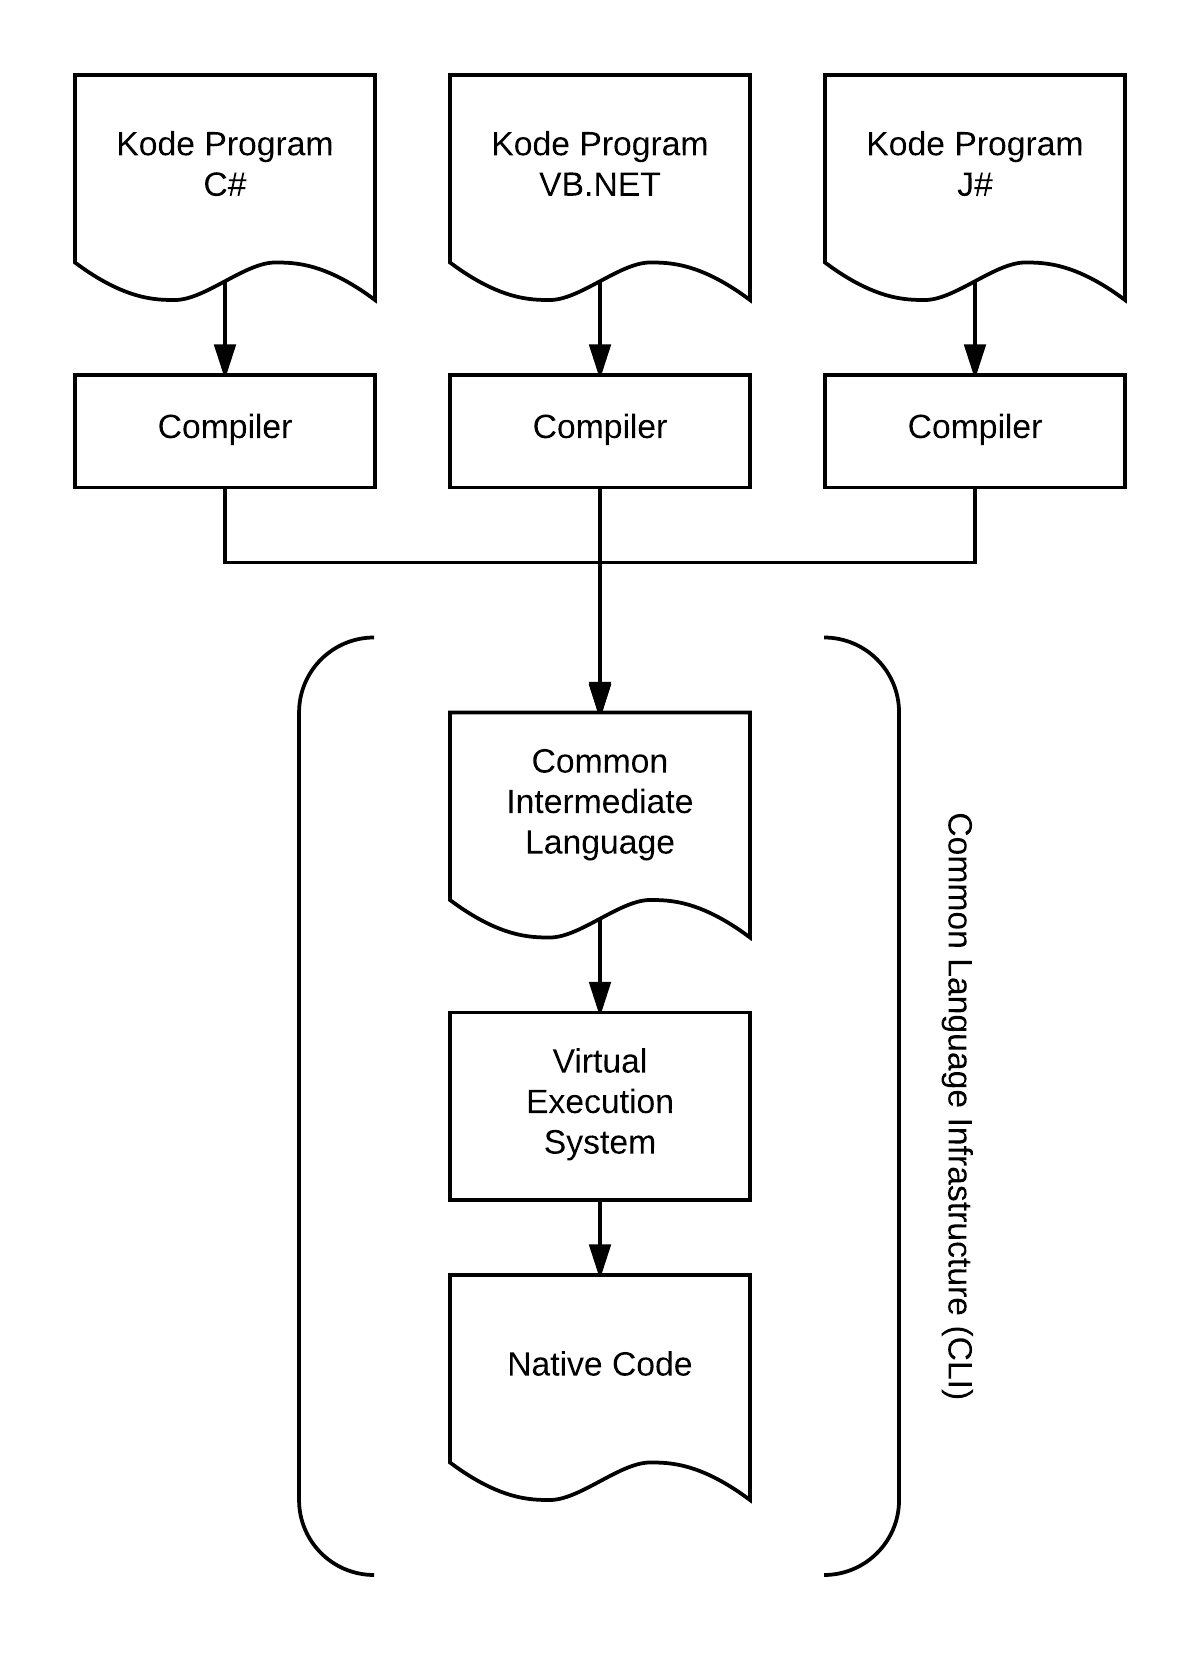 Kode Program
C#
Kode Program
VB.NET
Kode Program
J#
Compiler
Compiler
Compiler
Common
Intermediate
Language
Virtual
Execution
System
Native Code
Common Language Infrastructure (CLI)